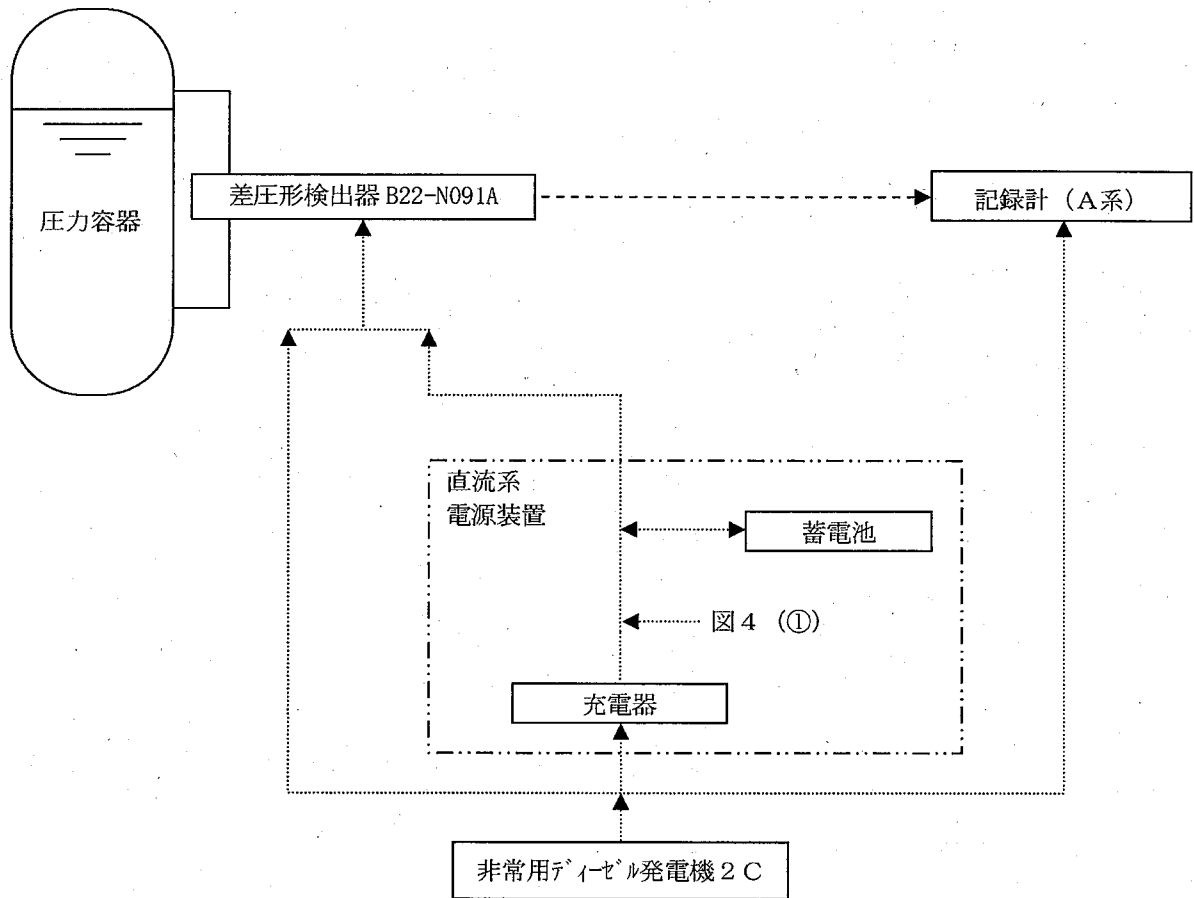 差圧形検出器 B22-N091A
記録計（A系）
圧力容器
直流系
電源装置
蓄電池
図４（①）
充電器
非常用ﾃﾞｨｰｾﾞﾙ発電機２Ｃ